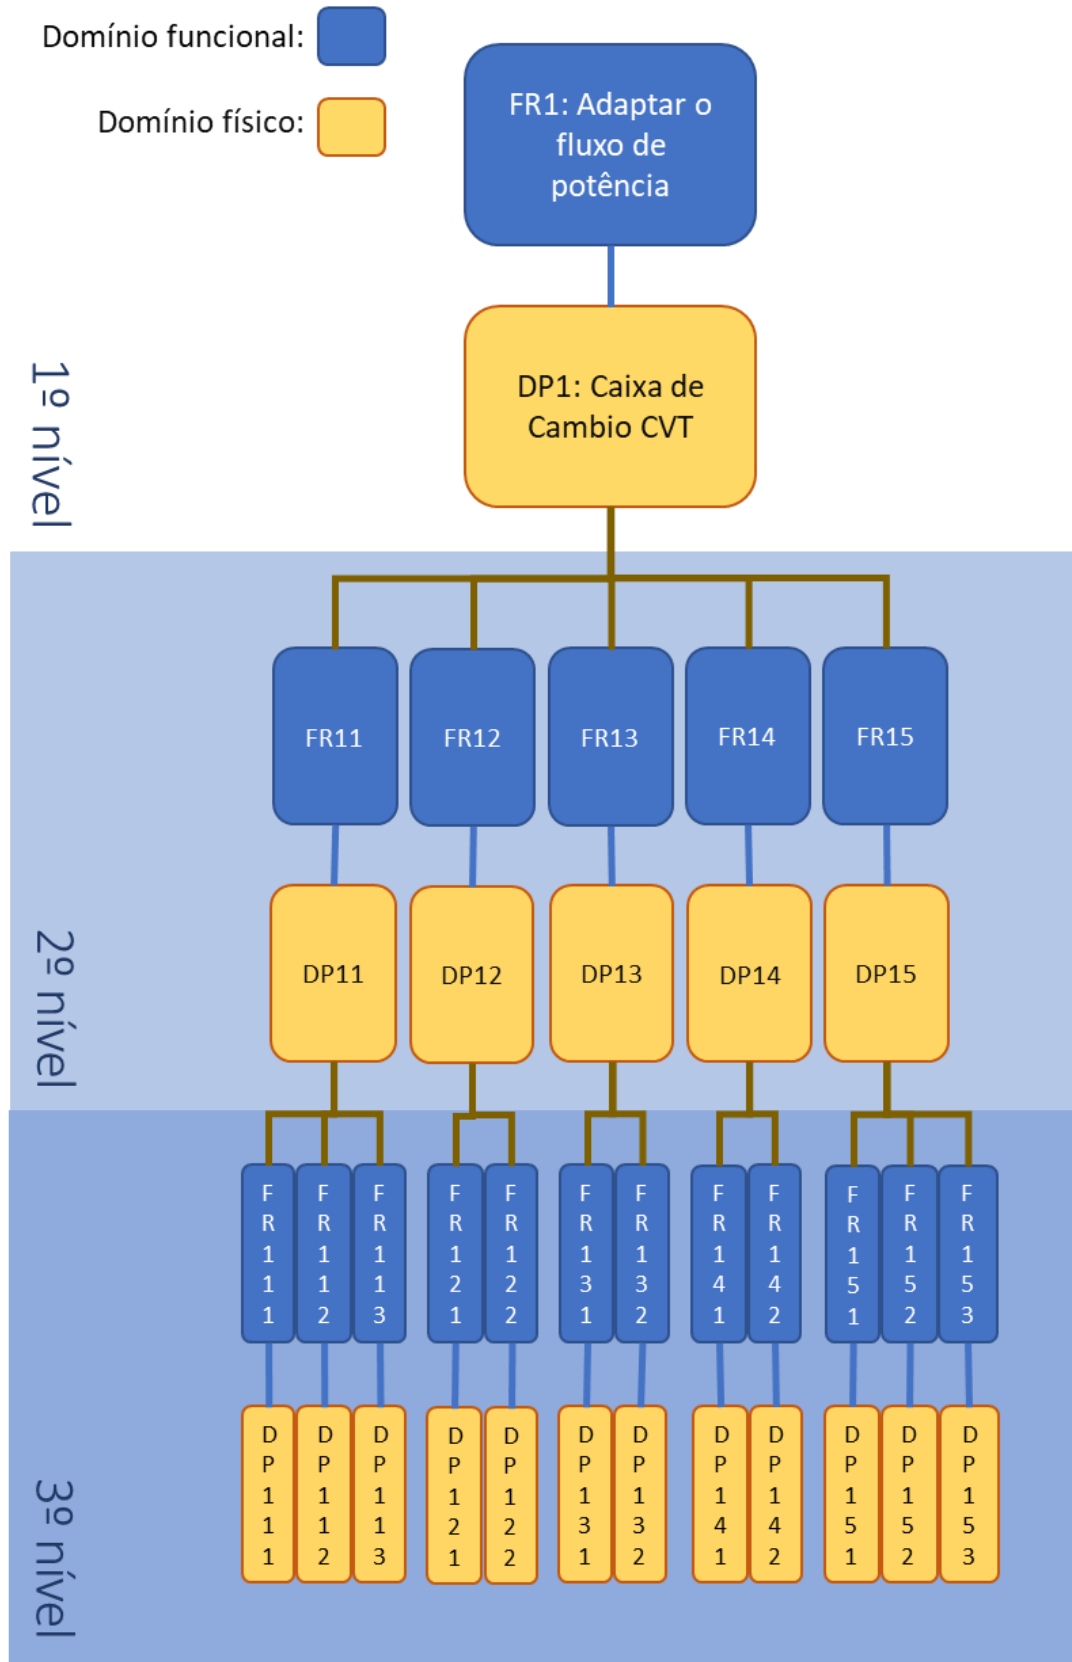 Domínio funcional:
Domínio físico:
FR1: Adaptar o
fluxo de
potência
DP1: Caixa de
Cambio CVT
1º nível
FR11
FR12
FR13
FR14
FR15
DP11
DP12
DP13
DP14
DP15
2º nível
FR111
FR112
FR113
FR121
FR122
FR131
FR132
FR141
FR142
FR151
FR152
FR153
DP111
DP112
DP113
DP121
DP122
DP131
DP132
DP141
DP142
DP151
DP152
DP153
3º nível